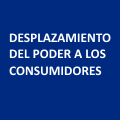 DESPLAZAMIENTO
DEL PODER A LOS
CONSUMIDORES